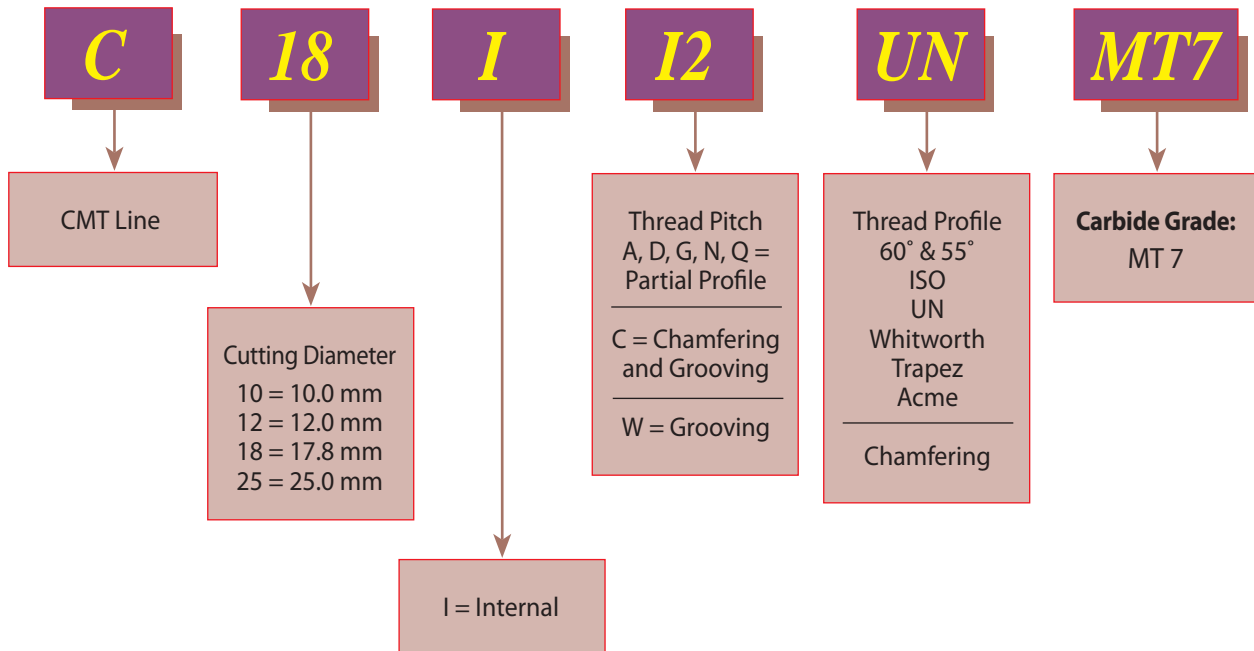 C 18 I I2 UN MT7
CMT Line
Cutting Diameter
10 = 10.0 mm
12 = 12.0 mm
18 = 17.8 mm
25 = 25.0 mm
I = Internal
Thread Pitch
A, D, G, N, Q =
Partial Profile
C = Chamfering
and Grooving
W = Grooving
Thread Profile
60˚ & 55˚
ISO
UN
Whitworth
Trapez
Acme
Chamfering
Carbide Grade:
MT 7